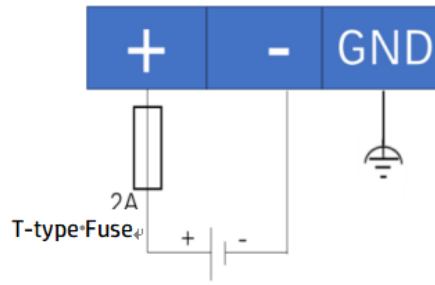 + - GND
2A
T-type Fuse
+ -